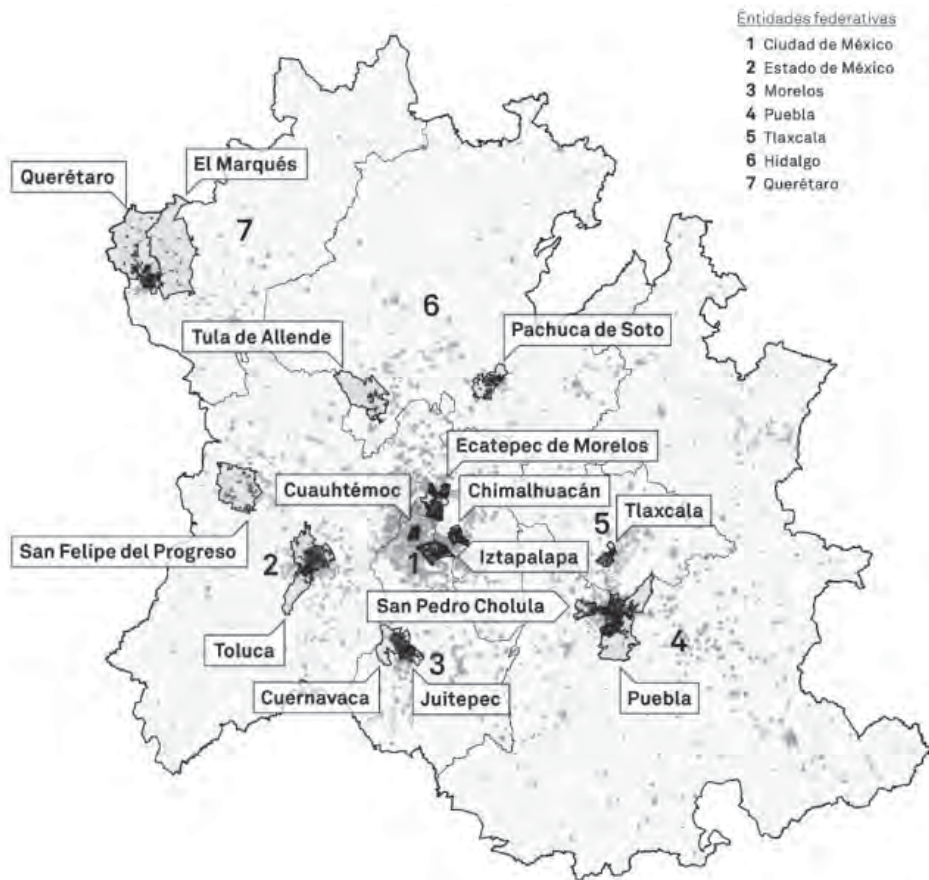 Entidades federativas
1 Ciudad de México
2 Estado de México
3 Morelos
4 Puebla
5 Tlaxcala
6 Hidalgo
7 Querétaro
El Marqués
Querétaro
7
6
Tula de Allende
Pachuca de Soto
Ecatepec de Morelos
Cuauhtémoc
Chimalhuacán
5
Tlaxcala
San Felipe del Progreso
2
1
Iztapalapa
San Pedro Cholula
4
Toluca
3
Cuernavaca
Juitepec
Puebla